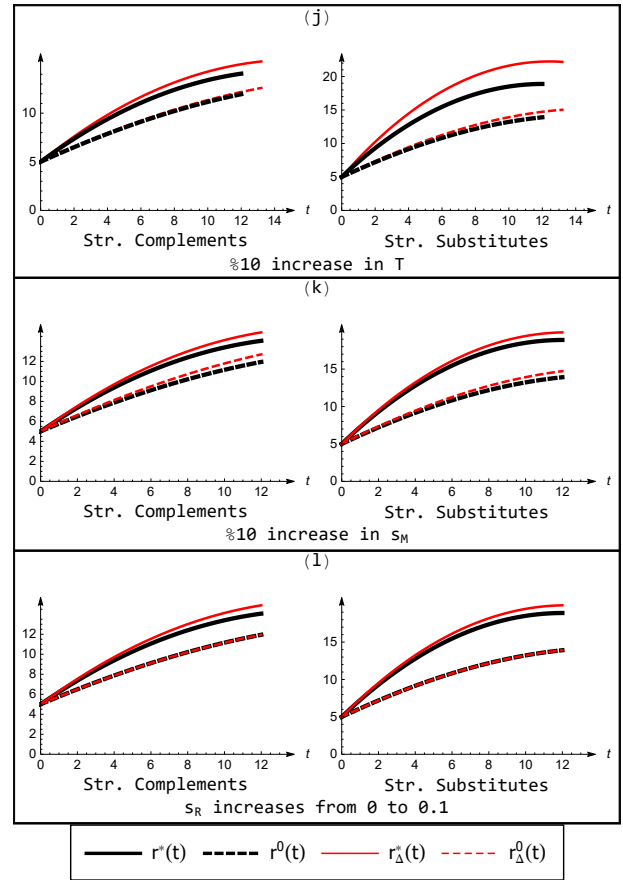 (j)
10
5
0
0 2 4 6 8 10 12 14 t
Str. Complements
20
15
10
5
0
0 2 4 6 8 10 12 14 t
Str. Substitutes
%10 increase in T
(k)
12
10
8
6
4
2
0
0 2 4 6 8 10 12 t
Str. Complements
15
10
5
0
0 2 4 6 8 10 12 t
Str. Substitutes
%10 increase in s_M
(l)
12
10
8
6
4
2
0
0 2 4 6 8 10 12 t
Str. Complements
15
10
5
0
0 2 4 6 8 10 12 t
Str. Substitutes
s_R increases from 0 to 0.1
r*(t) r⁰(t) r*_Δ(t) r⁰_Δ(t)